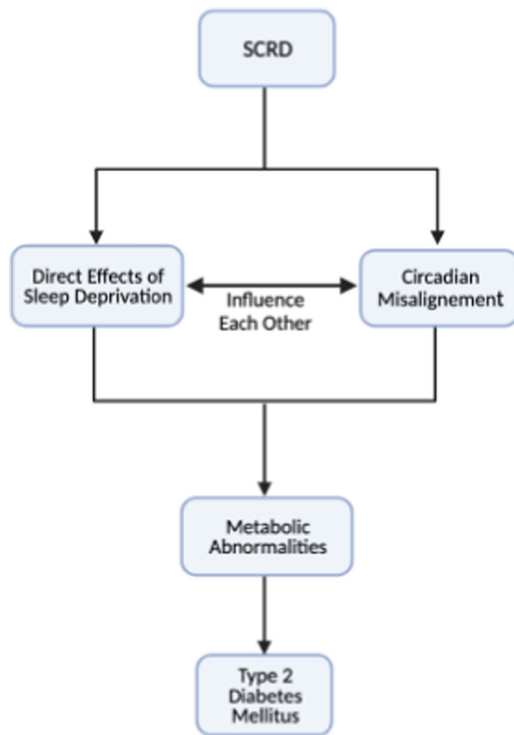 SCRD
Direct Effects of
Sleep Deprivation
Influence
Each Other
Circadian
Misalignement
Metabolic
Abnormalities
Type 2
Diabetes
Mellitus